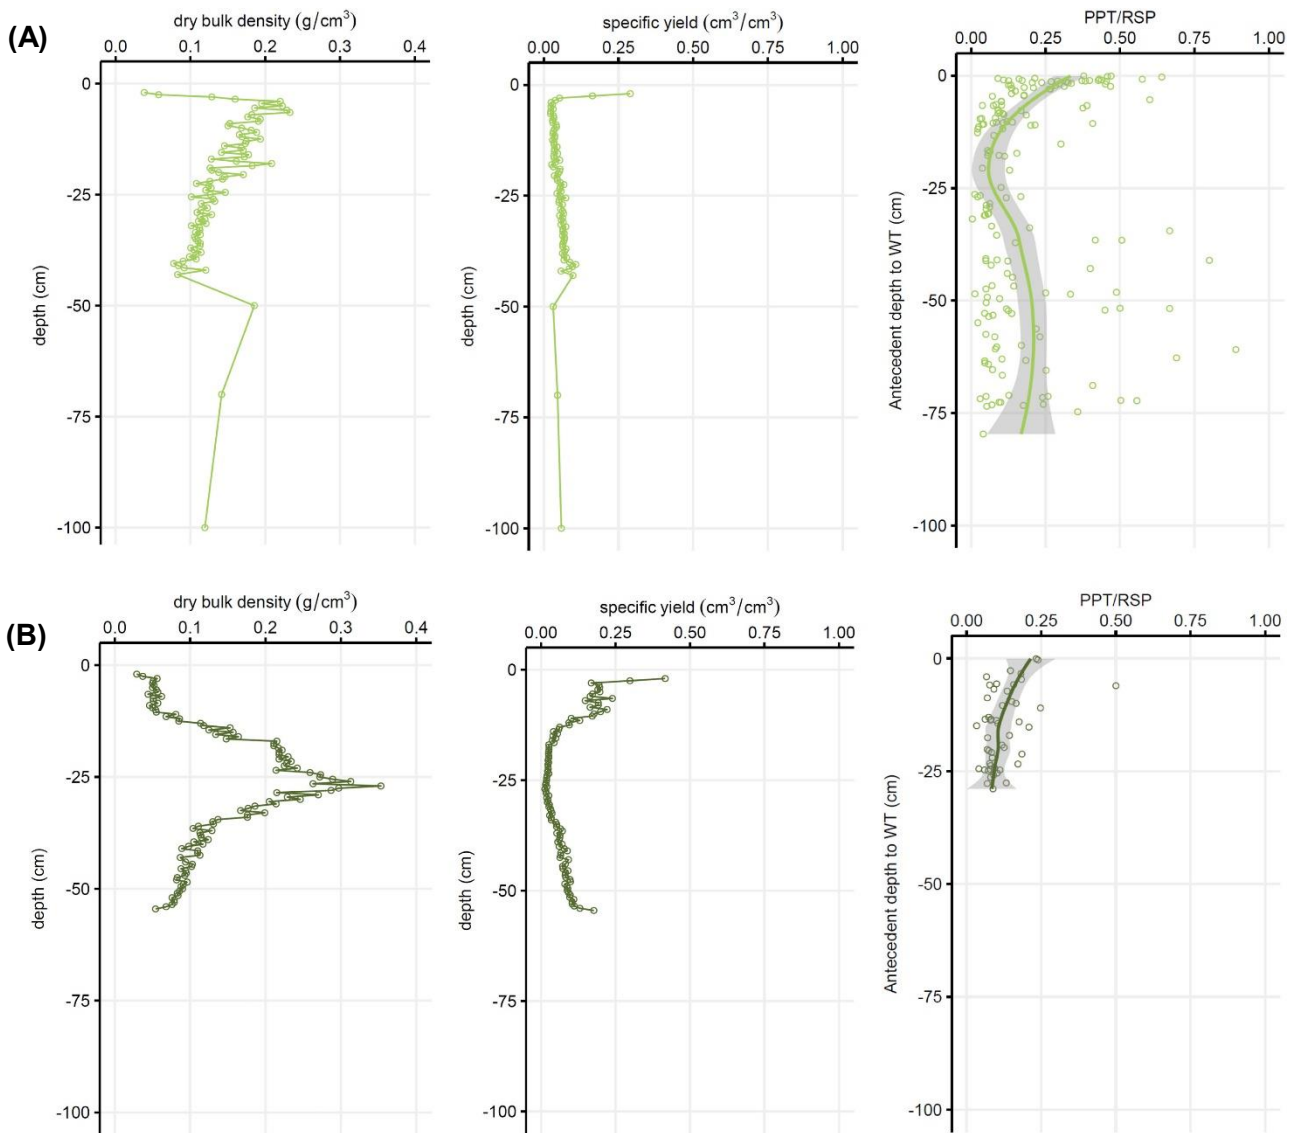 (A)
dry bulk density (g/cm³)
0.0 0.1 0.2 0.3 0.4
0
-25
-50
-75
-100
depth (cm)
specific yield (cm³/cm³)
0.00 0.25 0.50 0.75 1.00
0
-25
-50
-75
-100
depth (cm)
PPT/RSP
0.00 0.25 0.50 0.75 1.00
0
-25
-50
-75
-100
Antecedent depth to WT (cm)
(B)
dry bulk density (g/cm³)
0.0 0.1 0.2 0.3 0.4
0
-25
-50
-75
-100
depth (cm)
specific yield (cm³/cm³)
0.00 0.25 0.50 0.75 1.00
0
-25
-50
-75
-100
depth (cm)
PPT/RSP
0.00 0.25 0.50 0.75 1.00
0
-25
-50
-75
-100
Antecedent depth to WT (cm)